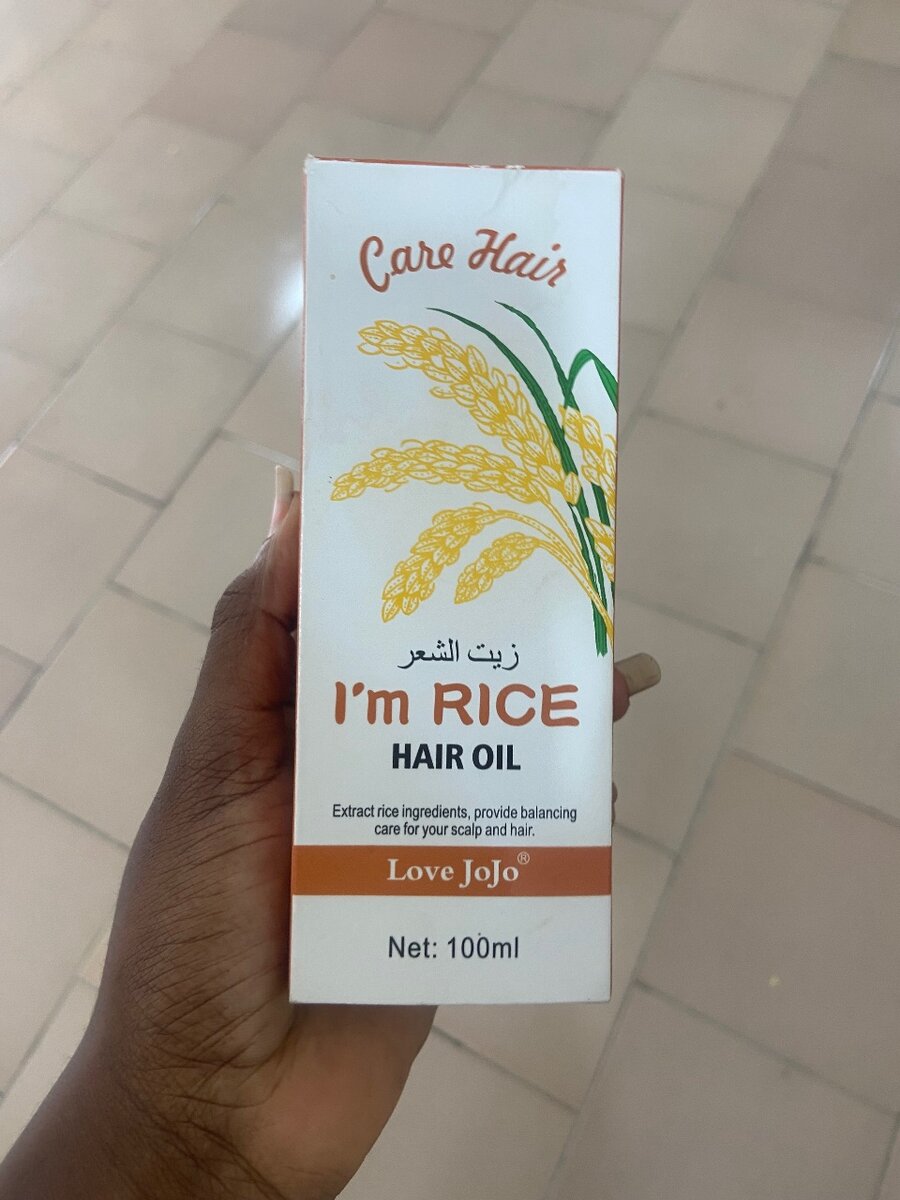 Care Hair
زيت الشعر
I'm RICE
HAIR OIL
Extract rice ingredients, provide balancing
care for your scalp and hair.
Love JoJo®
Net: 100ml